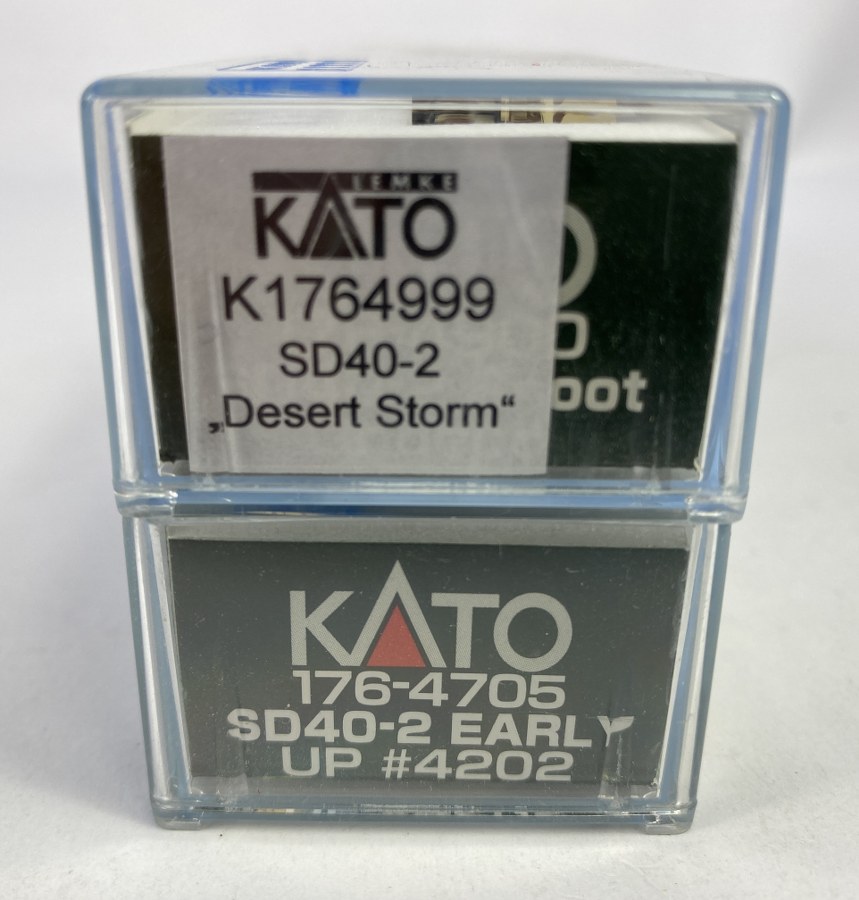 LEMKE
KATO
K1764999
SD40-2
„Desert Storm“
oot
KATO
176-4705
SD40-2 EARLY
UP #4202